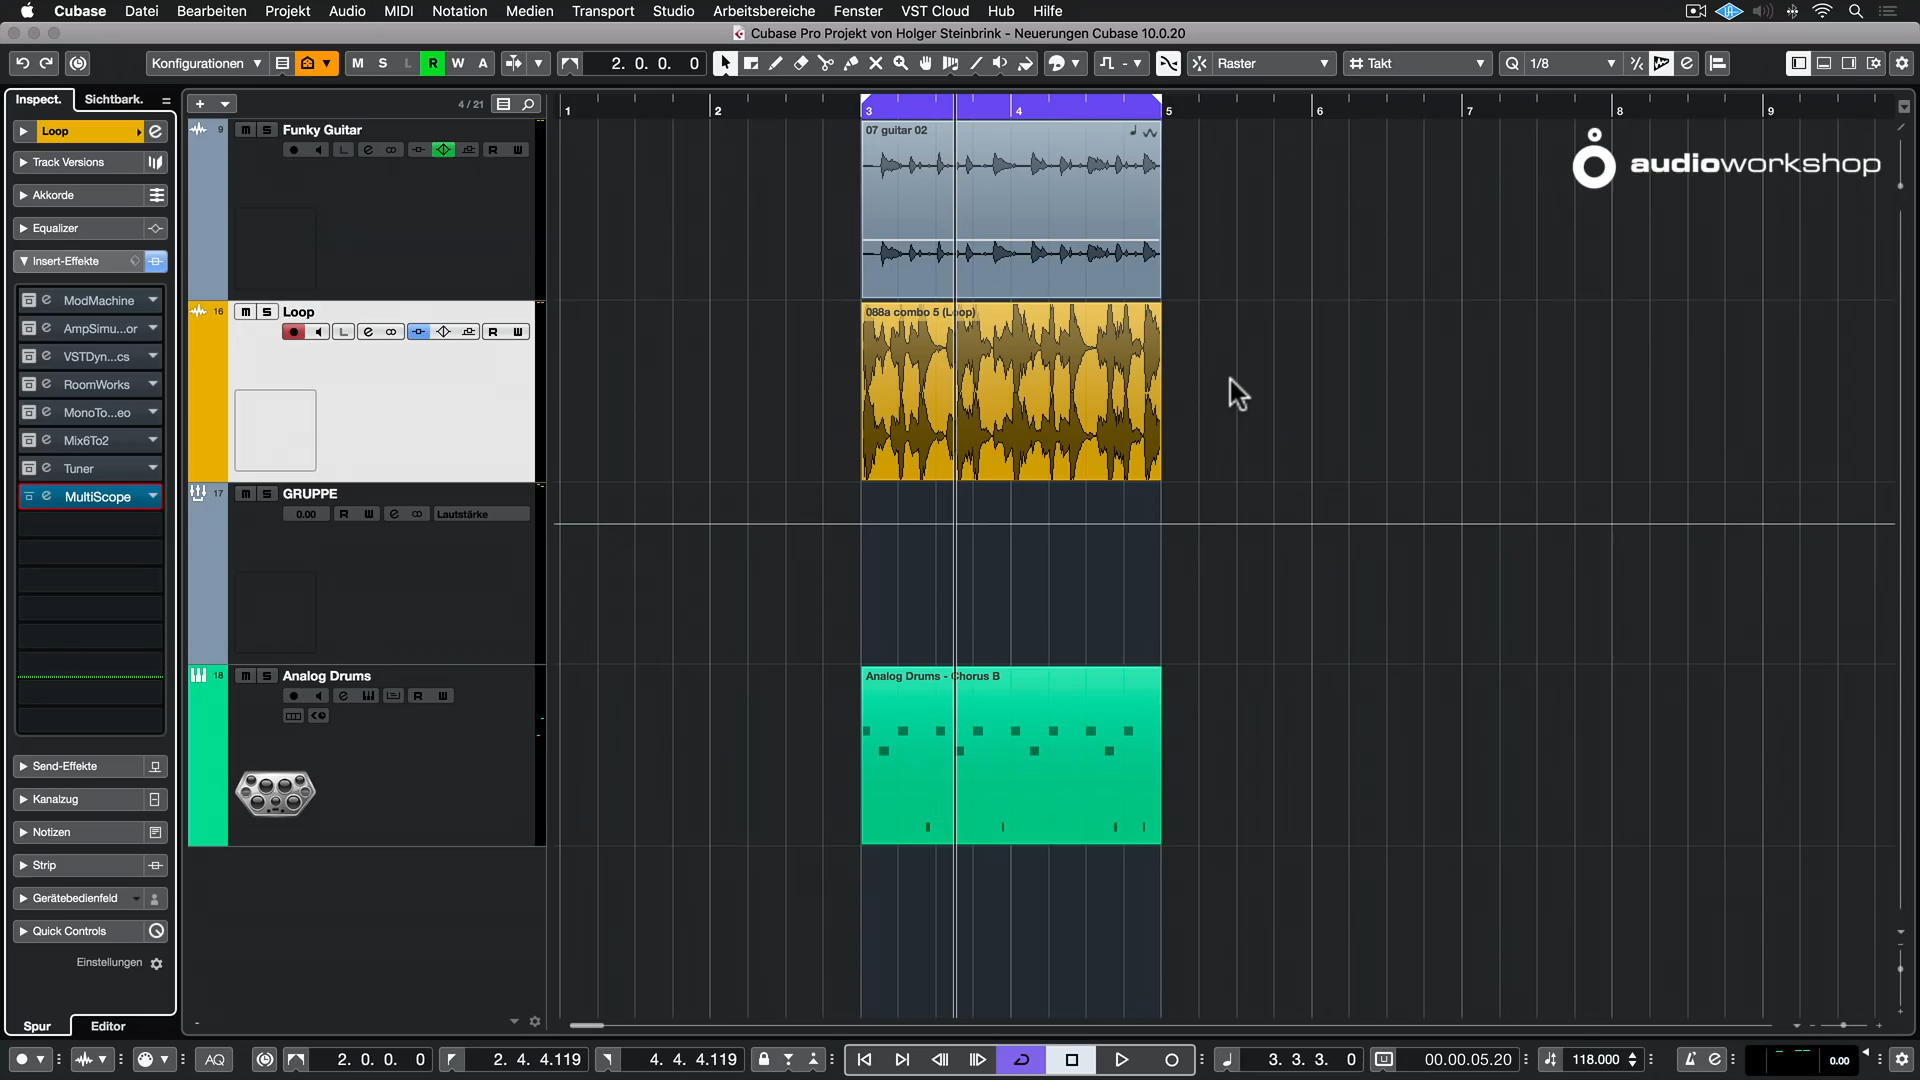 Cubase Datei Bearbeiten Projekt Audio MIDI Notation Medien Transport Studio Arbeitsbereiche Fenster VST Cloud Hub Hilfe
Cubase Pro Projekt von Holger Steinbrink - Neuerungen Cubase 10.0.20
Konfigurationen M S L R W A 2. 0. 0. 0 Raster Takt Q 1/8
Inspect. Sichtbark. 4 / 21 1 2 3 4 5 6 7 8 9
Loop
Track Versions
Akkorde
Equalizer
Insert-Effekte
ModMachine
AmpSimu...or
VSTDyn...cs
RoomWorks
MonoTo...eo
Mix6To2
Tuner
MultiScope
Send-Effekte
Kanalzug
Notizen
Strip
Gerätebedienfeld
Quick Controls
Einstellungen
Spur Editor
9 m S Funky Guitar
L e R W
16 m S Loop
L e R W
17 m S GRUPPE
0.00 R W e Lautstärke
18 m S Analog Drums
e R W
07 guitar 02
088a combo 5 (Loop)
Analog Drums - Chorus B
audioworkshop
AQ 2. 0. 0. 0 2. 4. 4.119 4. 4. 4.119 3. 3. 3. 0 00.00.05.20 118.000 0.00